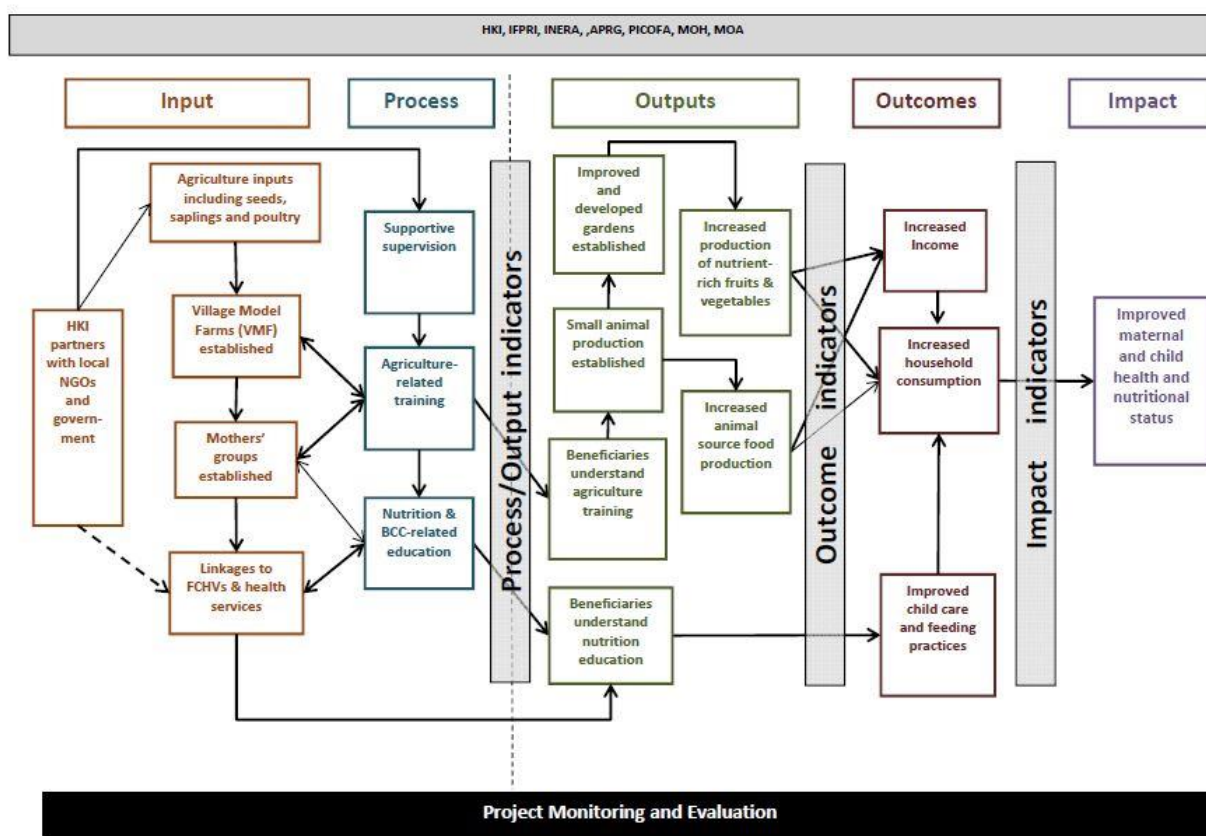 HKI, IFPRI, INERA, ,APRG, PICOFA, MOH, MOA
Input
Process
Outputs
Outcomes
Impact
HKI
partners
with local
NGOs
and
govern-
ment
Agriculture inputs
including seeds,
saplings and poultry
Village Model
Farms (VMF)
established
Mothers'
groups
established
Linkages to
FCHVs & health
services
Supportive
supervision
Agriculture-
related
training
Nutrition &
BCC-related
education
Process/Output indicators
Improved
and
developed
gardens
established
Small animal
production
established
Beneficiaries
understand
agriculture
training
Beneficiaries
understand
nutrition
education
Increased
production
of nutrient-
rich fruits &
vegetables
Increased
animal
source food
production
Outcome indicators
Increased
Income
Increased
household
consumption
Improved
child care
and feeding
practices
Impact indicators
Improved
maternal
and child
health and
nutritional
status
Project Monitoring and Evaluation